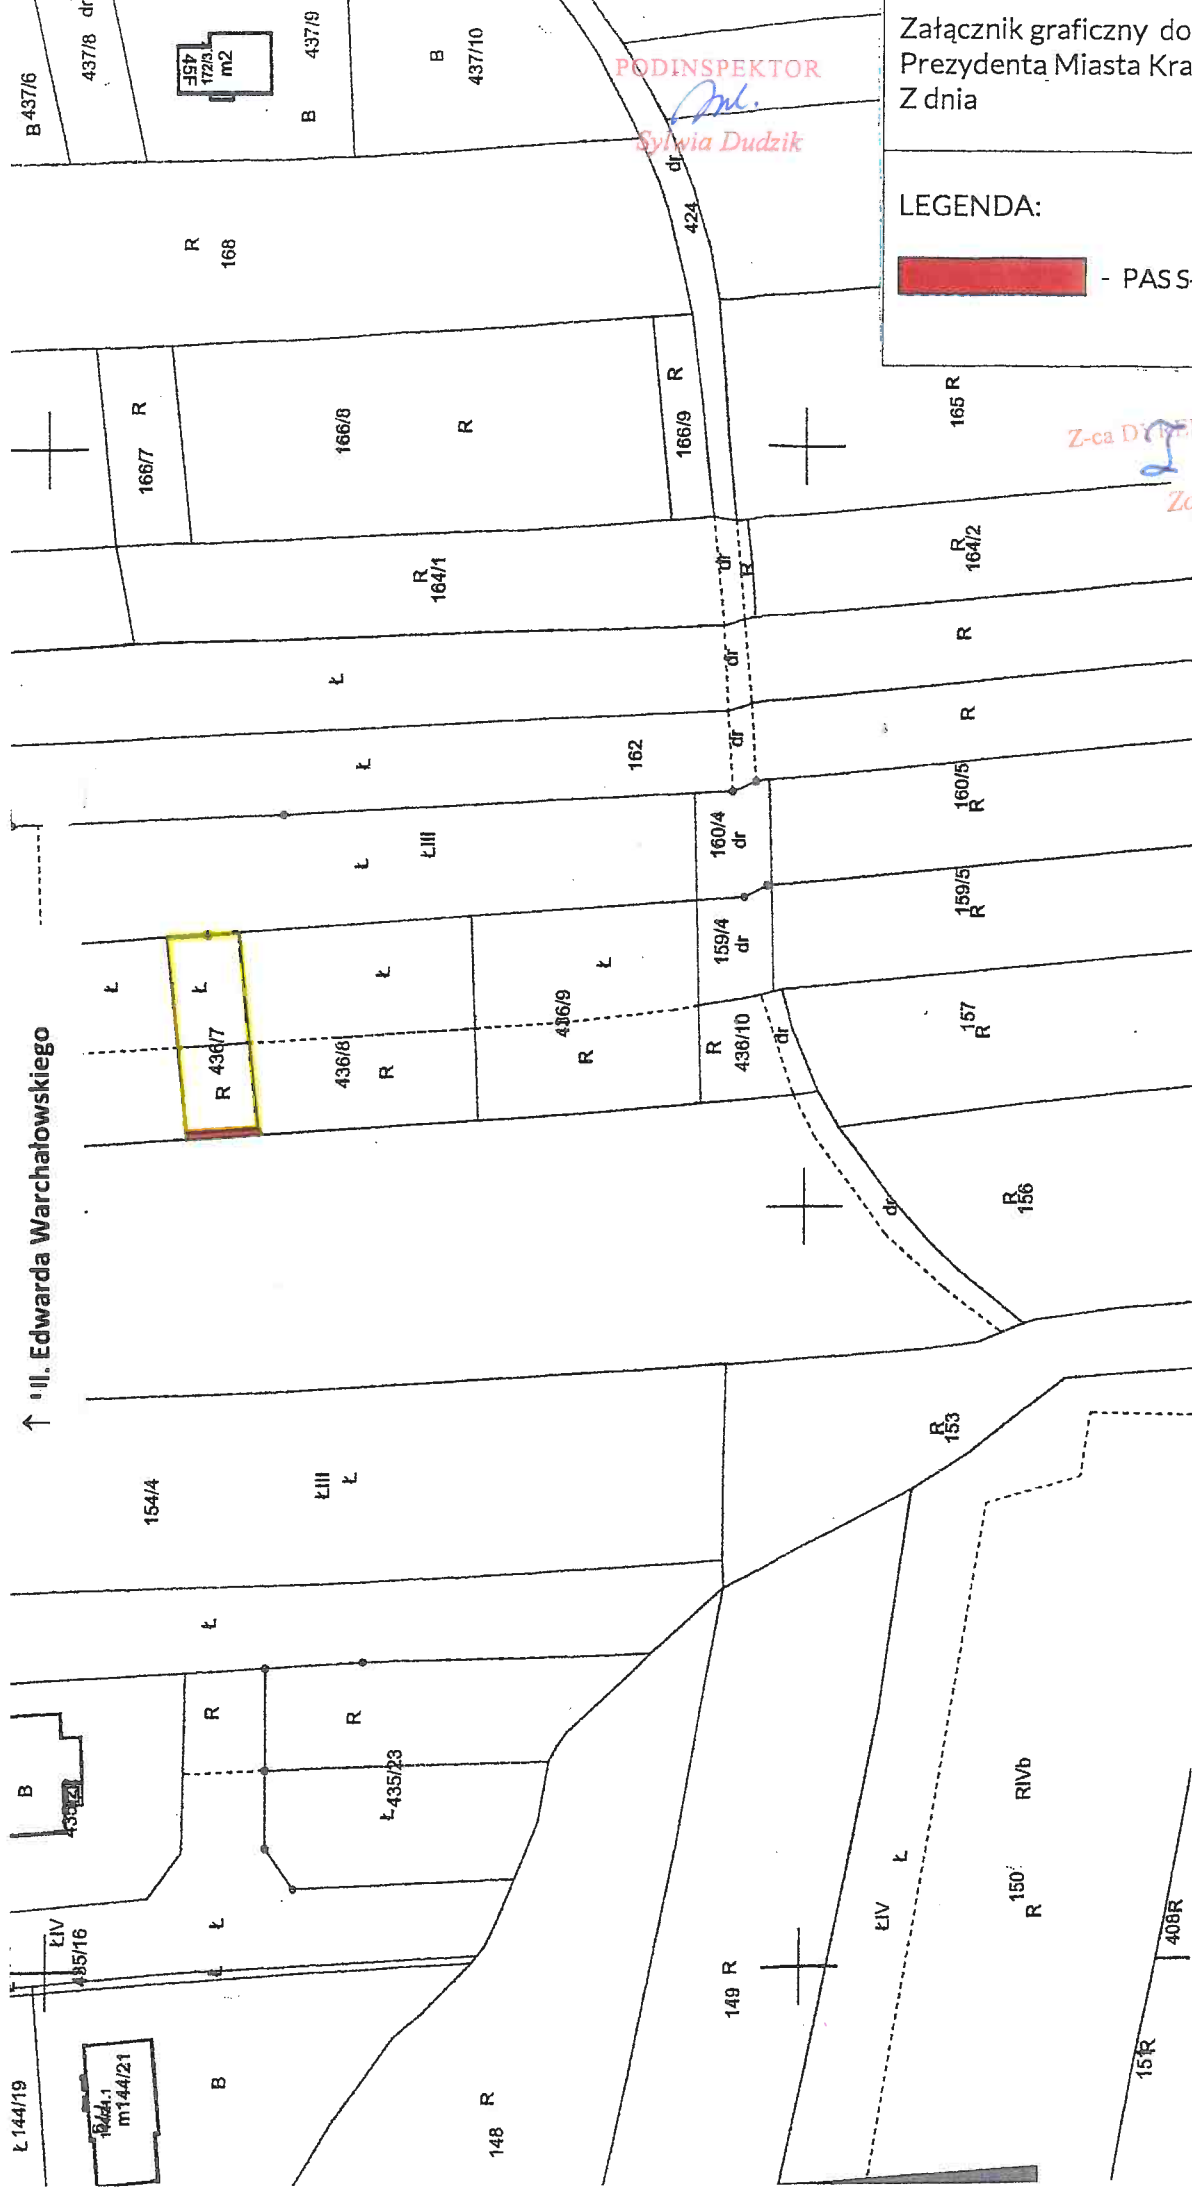 Załącznik graficzny do
Prezydenta Miasta Kra
Z dnia
LEGENDA:
- PAS S-
PODINSPEKTOR
Sylwia Dudzik
Z-ca
↑ ul. Edwarda Warchałowskiego
B 437/6
437/8 dr
45F
172/3.
m2
437/9
B
B
437/10
R
168
dr
424
R
166/7
166/8
R
R
166/9
165 R
R
164/1
dr
R
R
164/2
Ł
dr
R
Ł
162
dr
R
Ł
ŁIII
160/4
dr
160/5
R
159/4
dr
159/5
R
Ł
Ł
436/7
R
Ł
436/8
R
Ł
436/9
R
R
436/10
dr
157
R
R
156
dr
154/4
ŁIII
Ł
R
153
Ł
R
R
Ł 435/23
B
ŁIV
435/16
Ł
Ł
Ł 144/19
m144/21
B
R
148
149 R
ŁIV
Ł
RIVb
150
R
408R
151R